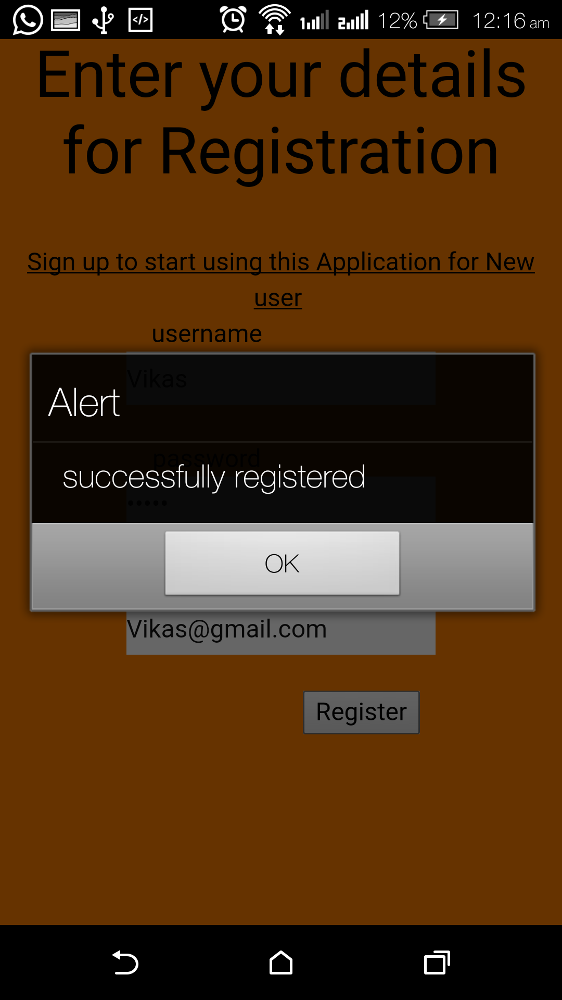 12% 12:16 am
Enter your details
for Registration
Sign up to start using this Application for New
user
username
Vikas
Alert
password
successfully registered
•••••
OK
Vikas@gmail.com
Register